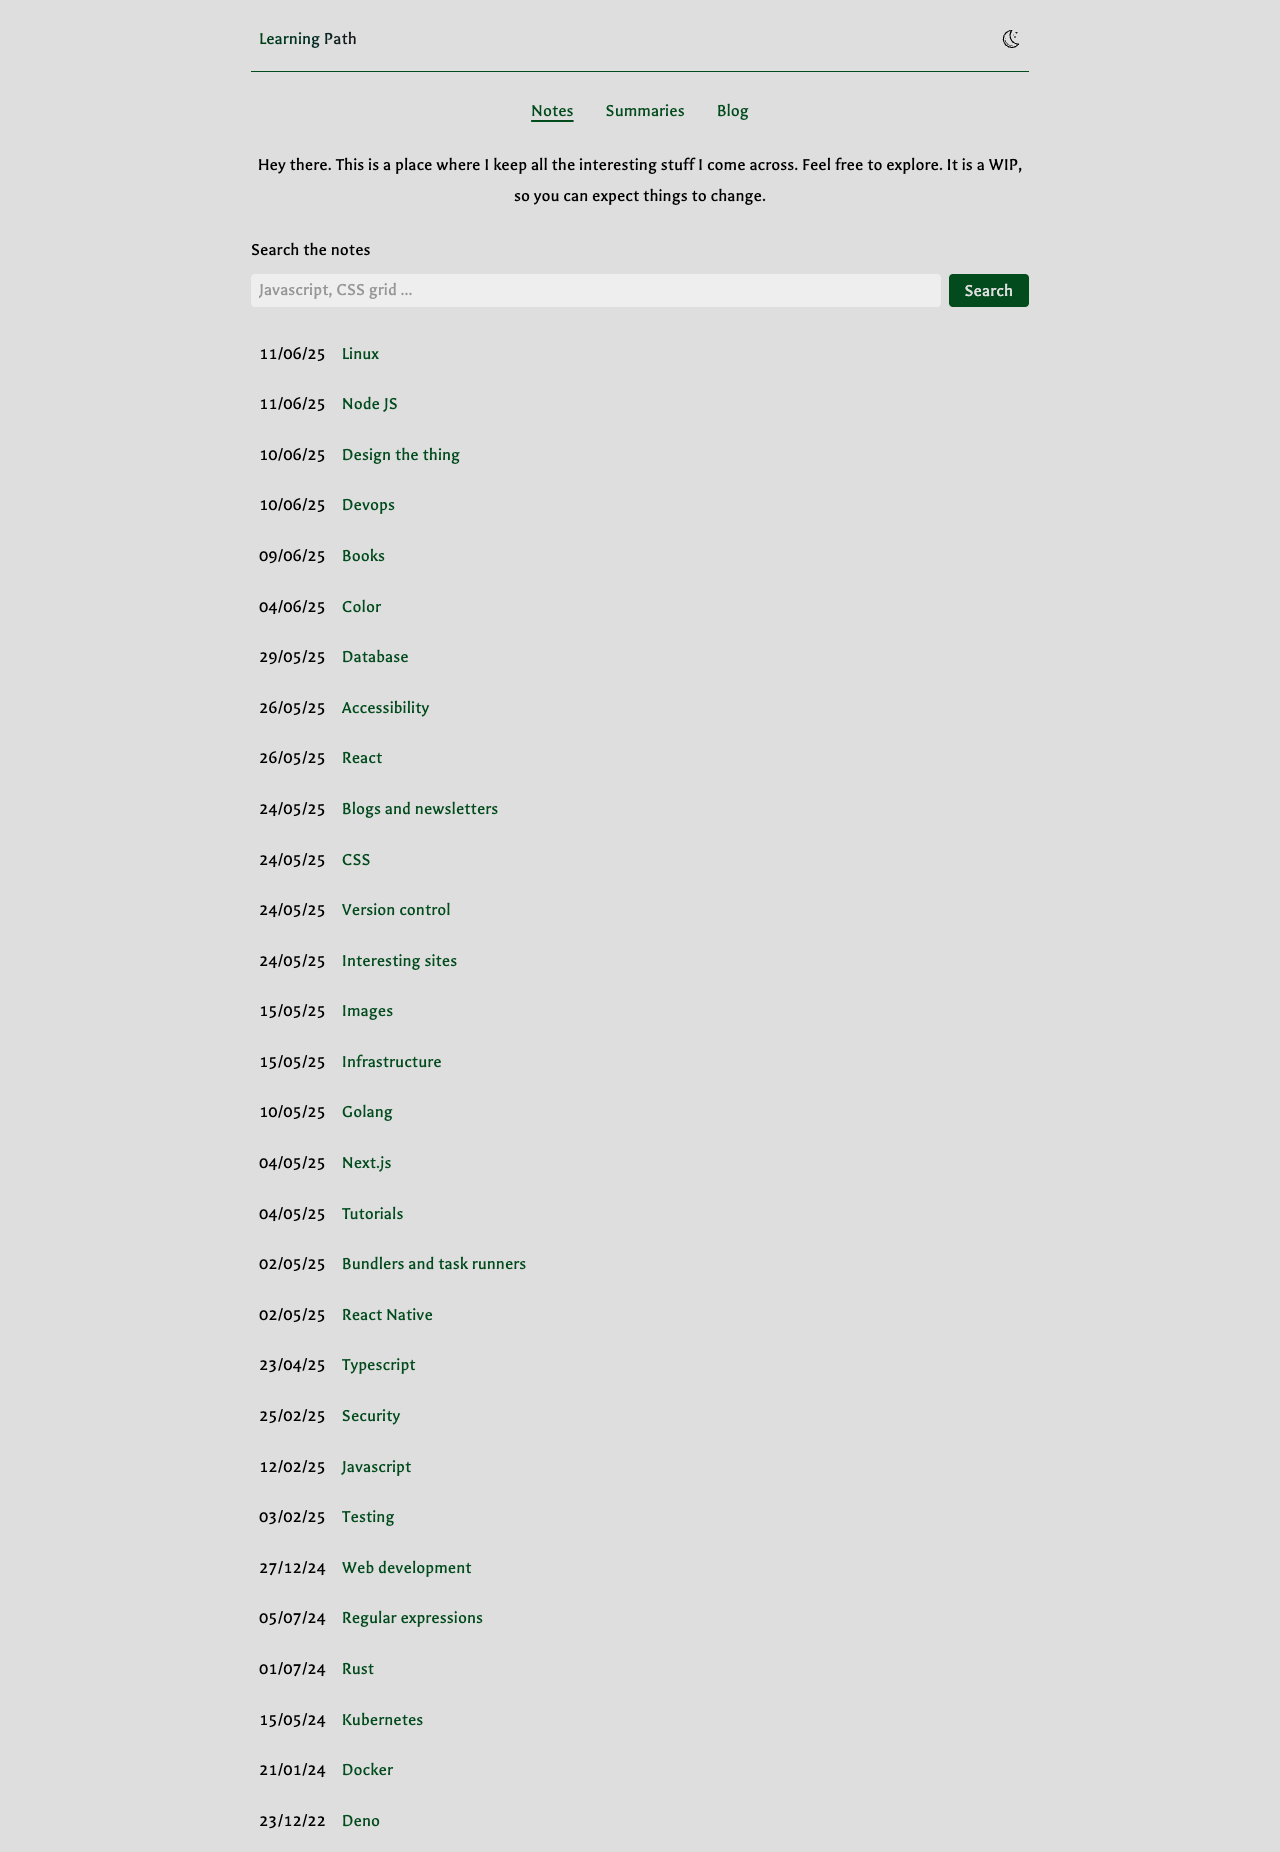 Learning Path
Notes Summaries Blog
Hey there. This is a place where I keep all the interesting stuff I come across. Feel free to explore. It is a WIP,
so you can expect things to change.
Search the notes
Javascript, CSS grid ... Search
11/06/25 Linux
11/06/25 Node JS
10/06/25 Design the thing
10/06/25 Devops
09/06/25 Books
04/06/25 Color
29/05/25 Database
26/05/25 Accessibility
26/05/25 React
24/05/25 Blogs and newsletters
24/05/25 CSS
24/05/25 Version control
24/05/25 Interesting sites
15/05/25 Images
15/05/25 Infrastructure
10/05/25 Golang
04/05/25 Next.js
04/05/25 Tutorials
02/05/25 Bundlers and task runners
02/05/25 React Native
23/04/25 Typescript
25/02/25 Security
12/02/25 Javascript
03/02/25 Testing
27/12/24 Web development
05/07/24 Regular expressions
01/07/24 Rust
15/05/24 Kubernetes
21/01/24 Docker
23/12/22 Deno